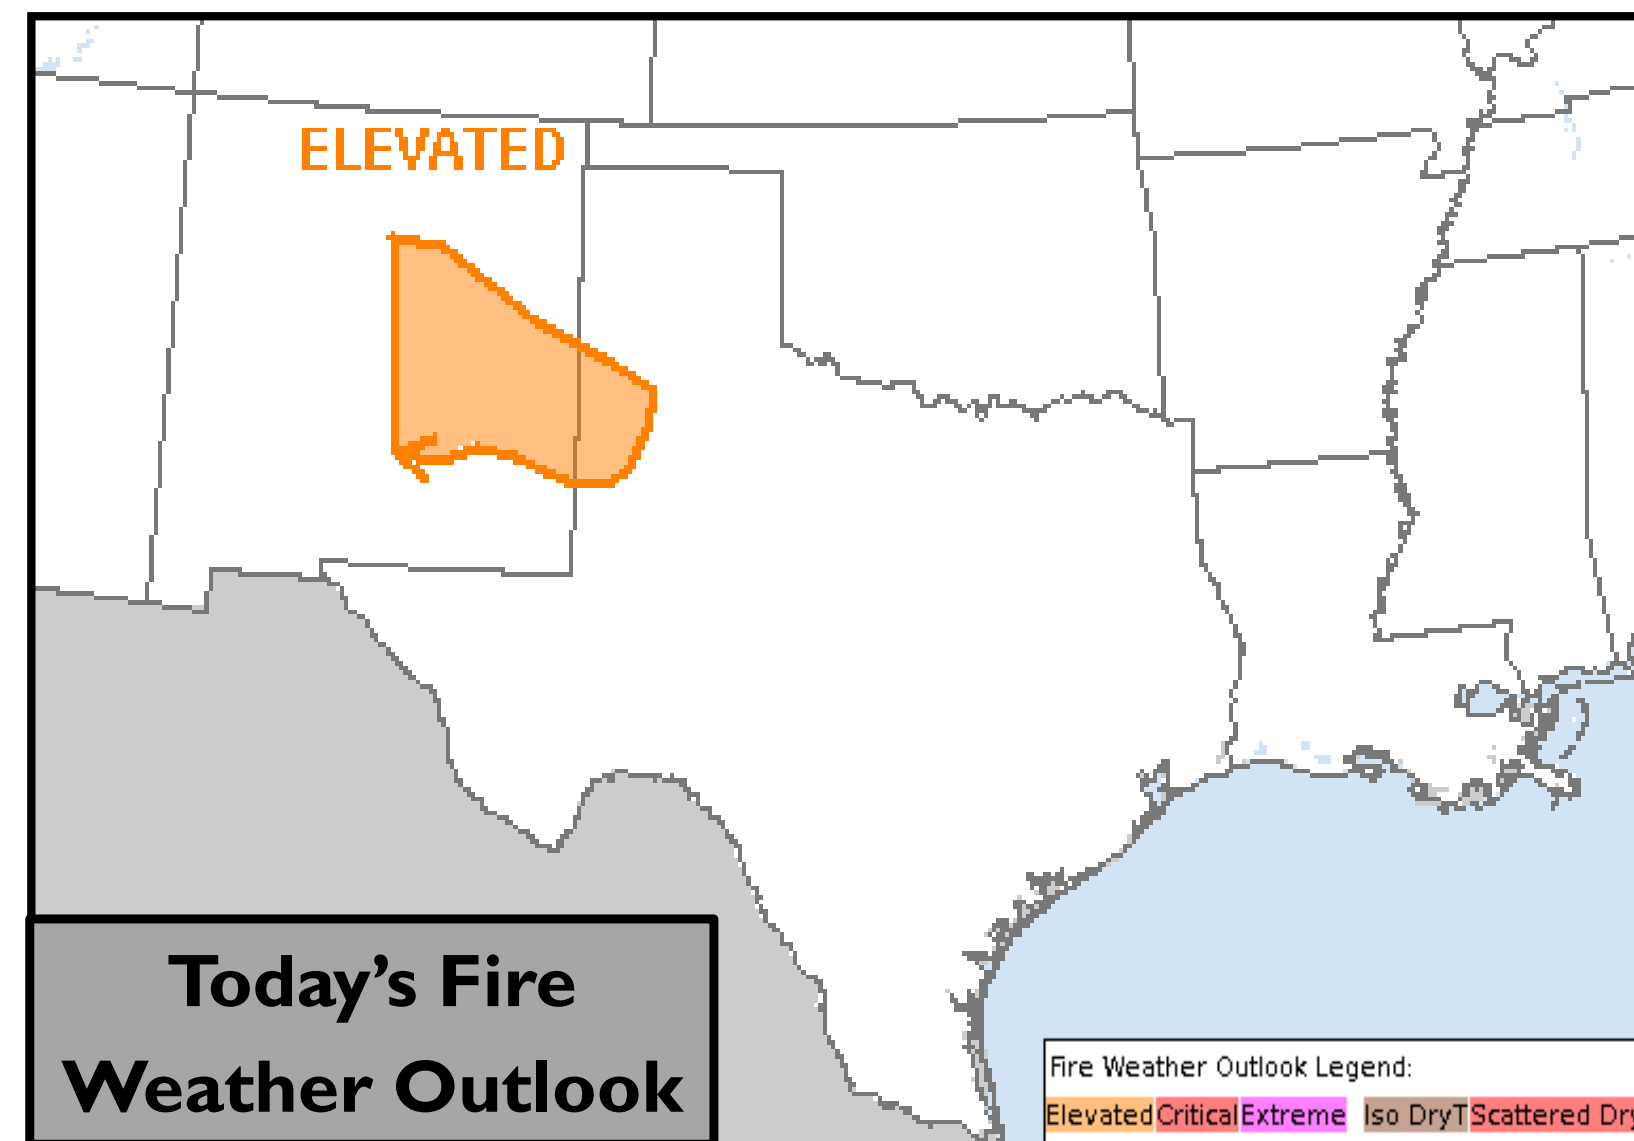 ELEVATED
Today’s Fire
Weather Outlook
Fire Weather Outlook Legend:
Elevated Critical Extreme Iso DryT Scattered Dry